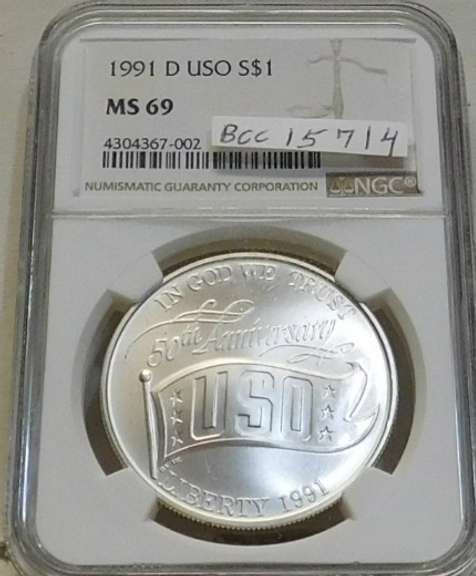 1991 D USO S$1
MS 69
4304367-002
BCC 15714
NUMISMATIC GUARANTY CORPORATION
NGC®
IN GOD WE TRUST
50th Anniversary
USO
LIBERTY 1991